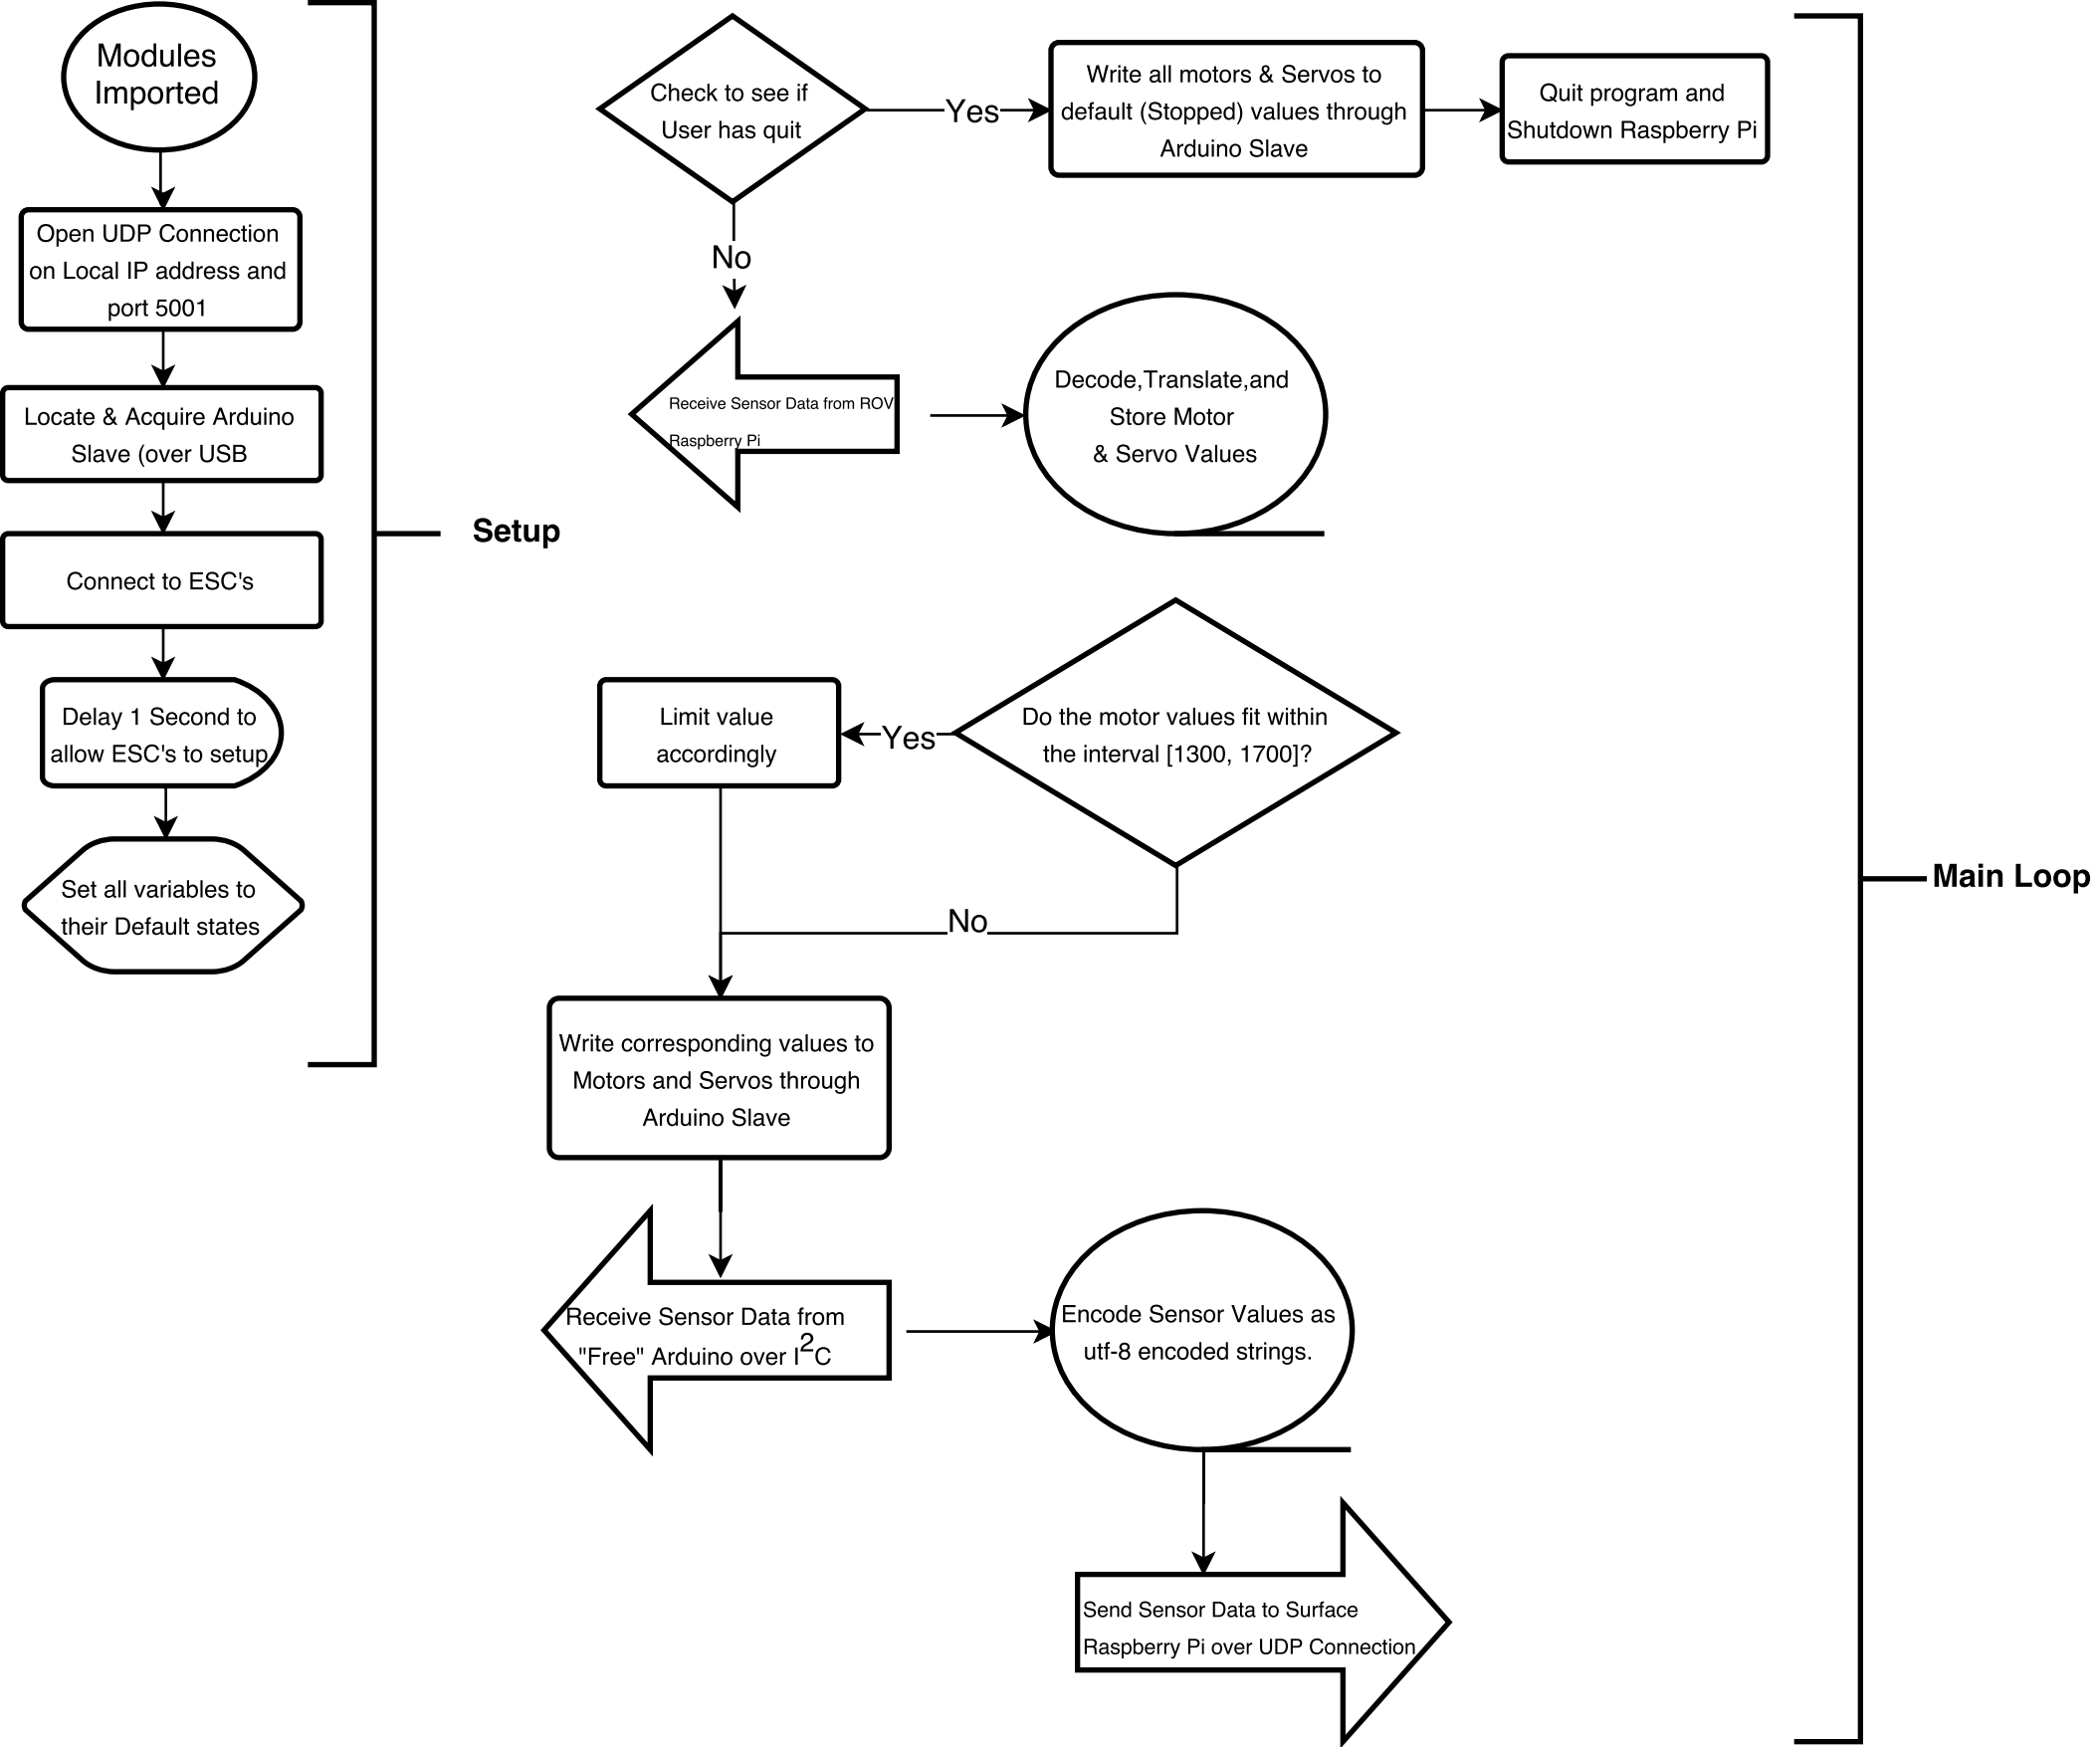 Modules
Imported
Open UDP Connection
on Local IP address and
port 5001
Locate & Acquire Arduino
Slave (over USB
Connect to ESC's
Delay 1 Second to
allow ESC's to setup
Set all variables to
their Default states
Setup
Check to see if
User has quit
Yes
Write all motors & Servos to
default (Stopped) values through
Arduino Slave
Quit program and
Shutdown Raspberry Pi
No
Receive Sensor Data from ROV
Raspberry Pi
Decode,Translate,and
Store Motor
& Servo Values
Do the motor values fit within
the interval [1300, 1700]?
Yes
Limit value
accordingly
No
Write corresponding values to
Motors and Servos through
Arduino Slave
Receive Sensor Data from
"Free" Arduino over I²C
Encode Sensor Values as
utf-8 encoded strings.
Send Sensor Data to Surface
Raspberry Pi over UDP Connection
Main Loop